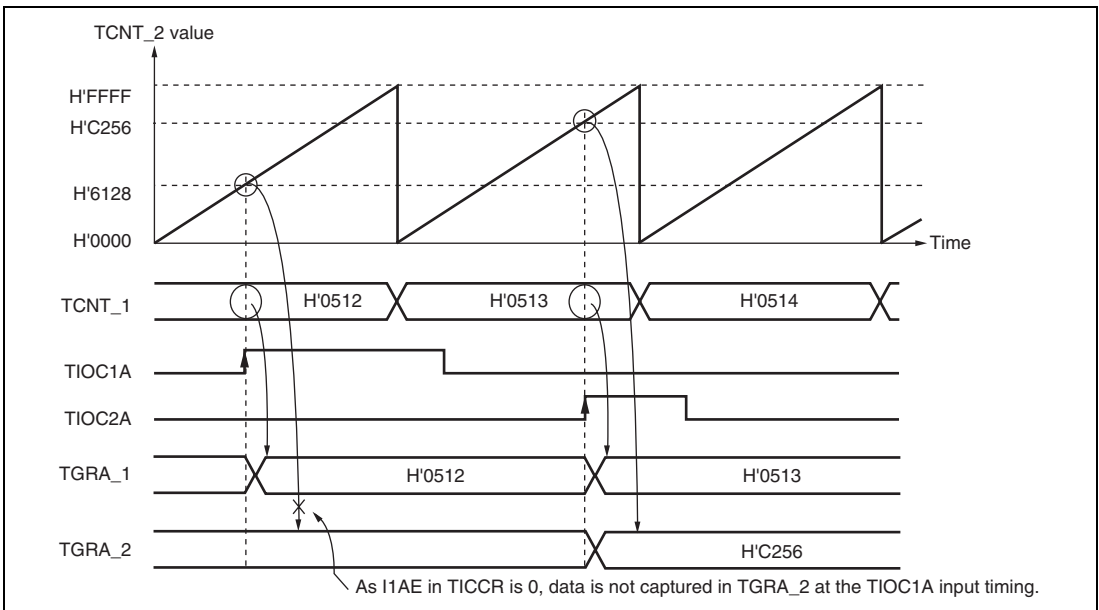 TCNT_2 value
H'FFFF
H'C256
H'6128
H'0000
Time
TCNT_1
H'0512
H'0513
H'0514
TIOC1A
TIOC2A
TGRA_1
H'0512
H'0513
TGRA_2
H'C256
As I1AE in TICCR is 0, data is not captured in TGRA_2 at the TIOC1A input timing.